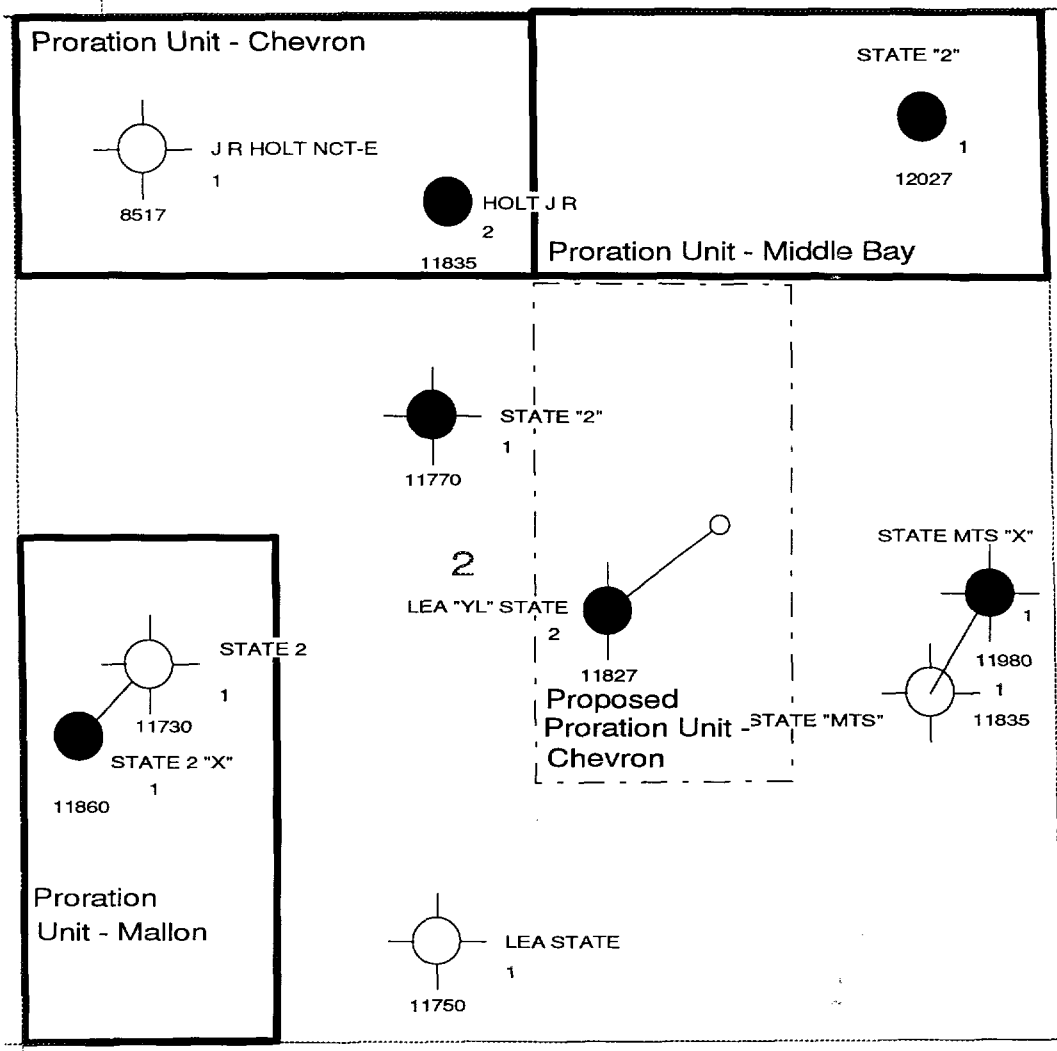 Proration Unit - Chevron
J R HOLT NCT-E
1
8517
HOLT J R
2
11835
STATE "2"
1
12027
Proration Unit - Middle Bay
STATE "2"
1
11770
2
LEA "YL" STATE
2
11827
Proposed
Proration Unit -
Chevron
STATE MTS "X"
1
11980
STATE "MTS"
1
11835
STATE 2
1
11730
STATE 2 "X"
1
11860
Proration
Unit - Mallon
LEA STATE
1
11750